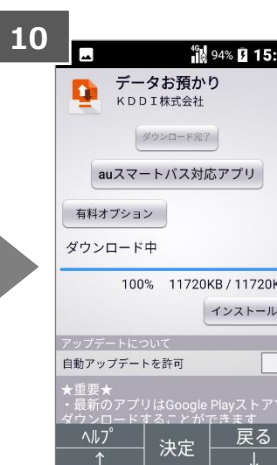 10
4G 94% 15:
データお預かり
KDDI株式会社
ダウンロード完了
auスマートパス対応アプリ
有料オプション
ダウンロード中
100% 11720KB / 11720K
インストール
アップデートについて
自動アップデートを許可
★重要★
・最新のアプリはGoogle Playストアで
ダウンロードすることができます
ヘルプ 決定 戻る
↑ ↓